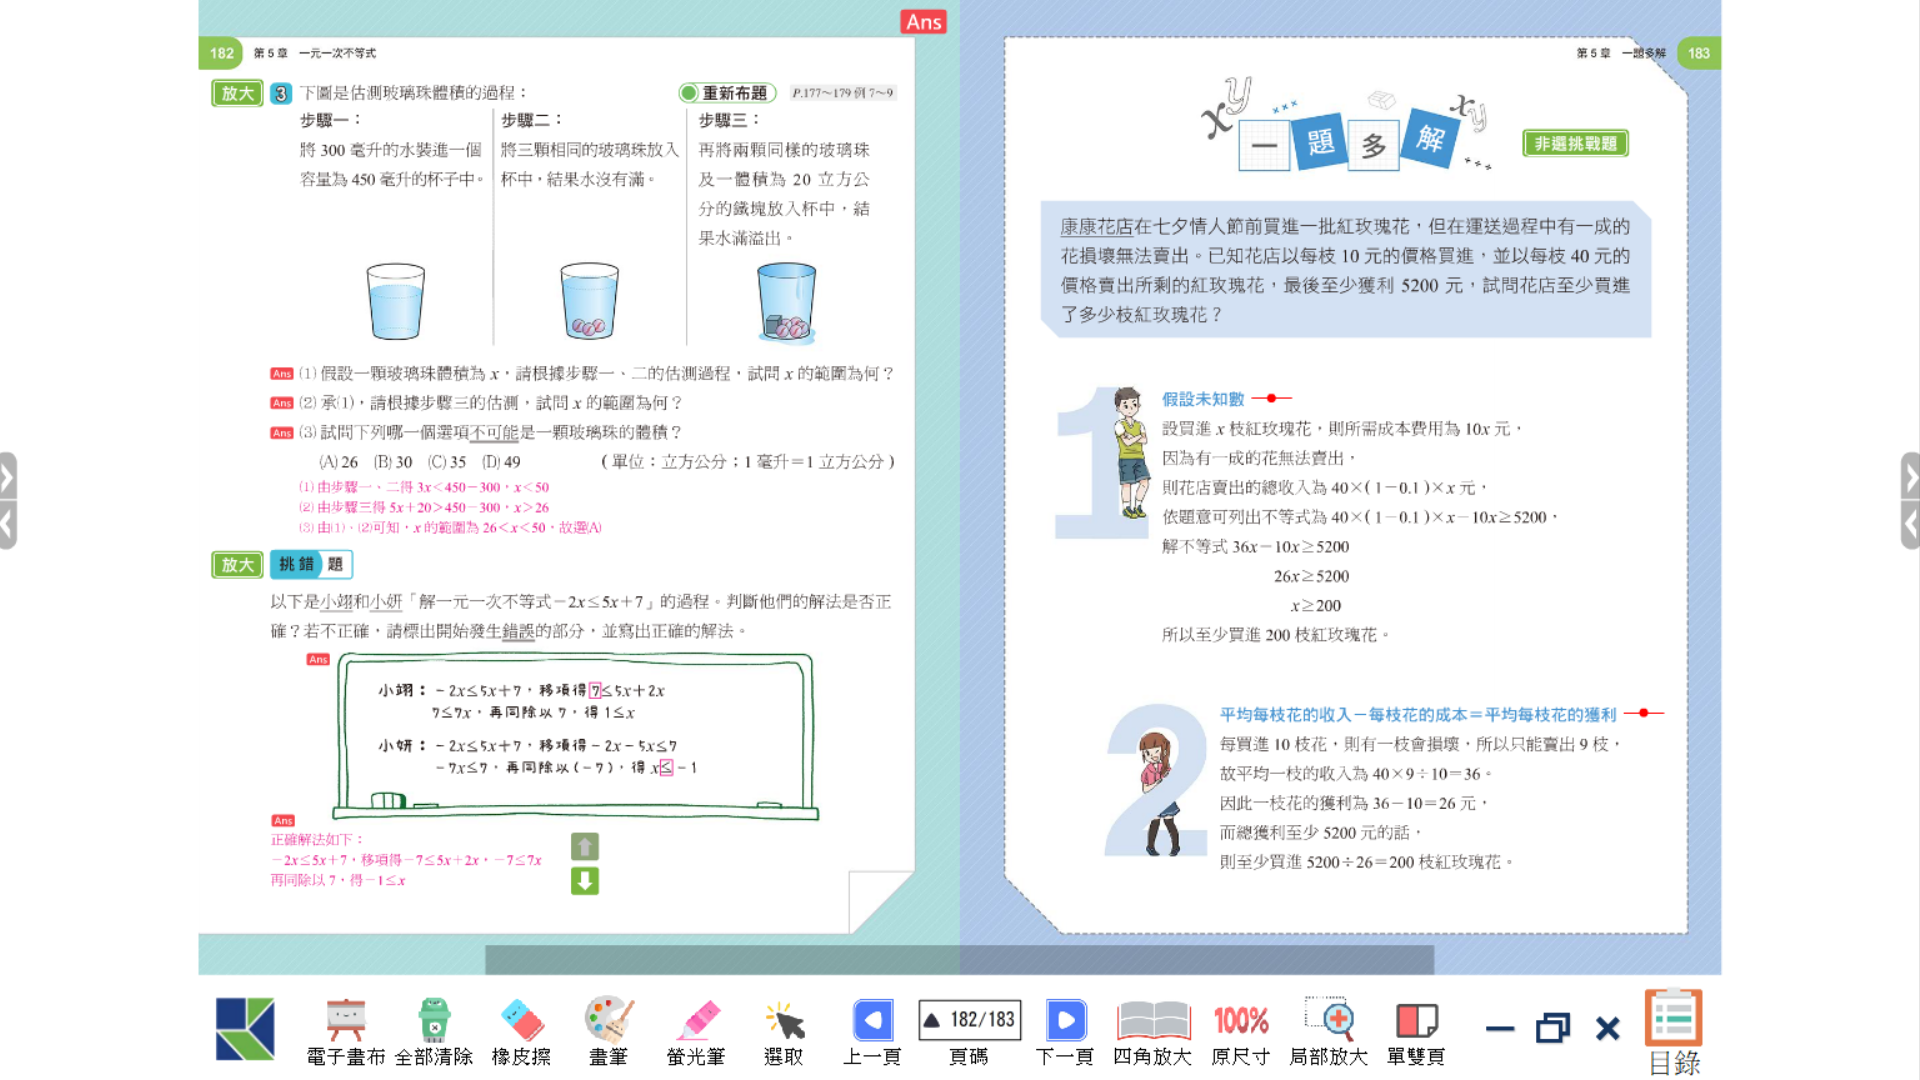 Ans
182 第5章 一元一次不等式
放大 3 下圖是估測玻璃珠體積的過程：
重新布題 P.177～179 例 7～9
步驟一：
將 300 毫升的水裝進一個
容量為 450 毫升的杯子中。
步驟二：
將三顆相同的玻璃珠放入
杯中，結果水沒有滿。
步驟三：
再將兩顆同樣的玻璃珠
及一體積為 20 立方公
分的鐵塊放入杯中，結
果水滿溢出。
Ans (1) 假設一顆玻璃珠體積為 x，請根據步驟一、二的估測過程，試問 x 的範圍為何？
Ans (2) 承(1)，請根據步驟三的估測，試問 x 的範圍為何？
Ans (3) 試問下列哪一個選項不可能是一顆玻璃珠的體積？
(A) 26 (B) 30 (C) 35 (D) 49 （單位：立方公分；1 毫升＝1 立方公分）
(1) 由步驟一、二得 3x＜450－300，x＜50
(2) 由步驟三得 5x＋20＞450－300，x＞26
(3) 由(1)、(2)可知，x 的範圍為 26＜x＜50，故選(A)
放大 挑錯題
以下是小翊和小妍「解一元一次不等式－2x≤5x＋7」的過程。判斷他們的解法是否正
確？若不正確，請標出開始發生錯誤的部分，並寫出正確的解法。
Ans
小翊：－2x≤5x＋7，移項得7≤5x＋2x
7≤7x，再同除以 7，得 1≤x
小妍：－2x≤5x＋7，移項得－2x－5x≤7
－7x≤7，再同除以(－7)，得 x≤－1
Ans
正確解法如下：
－2x≤5x＋7，移項得－7≤5x＋2x，－7≤7x
再同除以 7，得－1≤x
第5章 一題多解 183
xy
一題多解
xy
非選挑戰題
康康花店在七夕情人節前買進一批紅玫瑰花，但在運送過程中有一成的
花損壞無法賣出。已知花店以每枝 10 元的價格買進，並以每枝 40 元的
價格賣出所剩的紅玫瑰花，最後至少獲利 5200 元，試問花店至少買進
了多少枝紅玫瑰花？
1
假設未知數
設買進 x 枝紅玫瑰花，則所需成本費用為 10x 元，
因為有一成的花無法賣出，
則花店賣出的總收入為 40×(1－0.1)×x 元，
依題意可列出不等式為 40×(1－0.1)×x－10x≥5200，
解不等式 36x－10x≥5200
26x≥5200
x≥200
所以至少買進 200 枝紅玫瑰花。
2
平均每枝花的收入－每枝花的成本＝平均每枝花的獲利
每買進 10 枝花，則有一枝會損壞，所以只能賣出 9 枝，
故平均一枝的收入為 40×9÷10＝36。
因此一枝花的獲利為 36－10＝26 元，
而總獲利至少 5200 元的話，
則至少買進 5200÷26＝200 枝紅玫瑰花。
電子畫布 全部清除 橡皮擦 畫筆 螢光筆 選取 上一頁 ▲ 182/183 頁碼 下一頁 四角放大 100% 原尺寸 局部放大 單雙頁 目錄